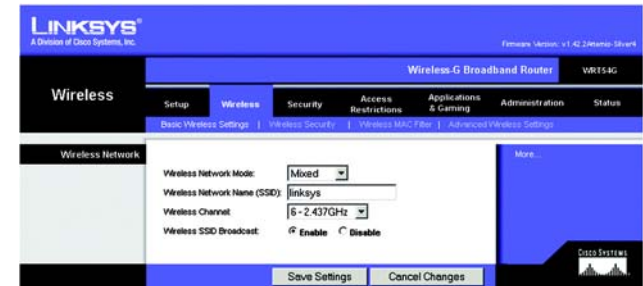 LINKSYS®
A Division of Cisco Systems, Inc.
Firmware Version: v1.42.2
Wireless-G Broadband Router WRT54G
Wireless
Setup Wireless Security Access Restrictions Applications & Gaming Administration Status
Basic Wireless Settings | Wireless Security | Wireless MAC Filter | Advanced Wireless Settings
Wireless Network
More...
Wireless Network Mode: Mixed
Wireless Network Name (SSID): linksys
Wireless Channel: 6 - 2.437GHz
Wireless SSID Broadcast: Enable Disable
CISCO SYSTEMS
Save Settings Cancel Changes